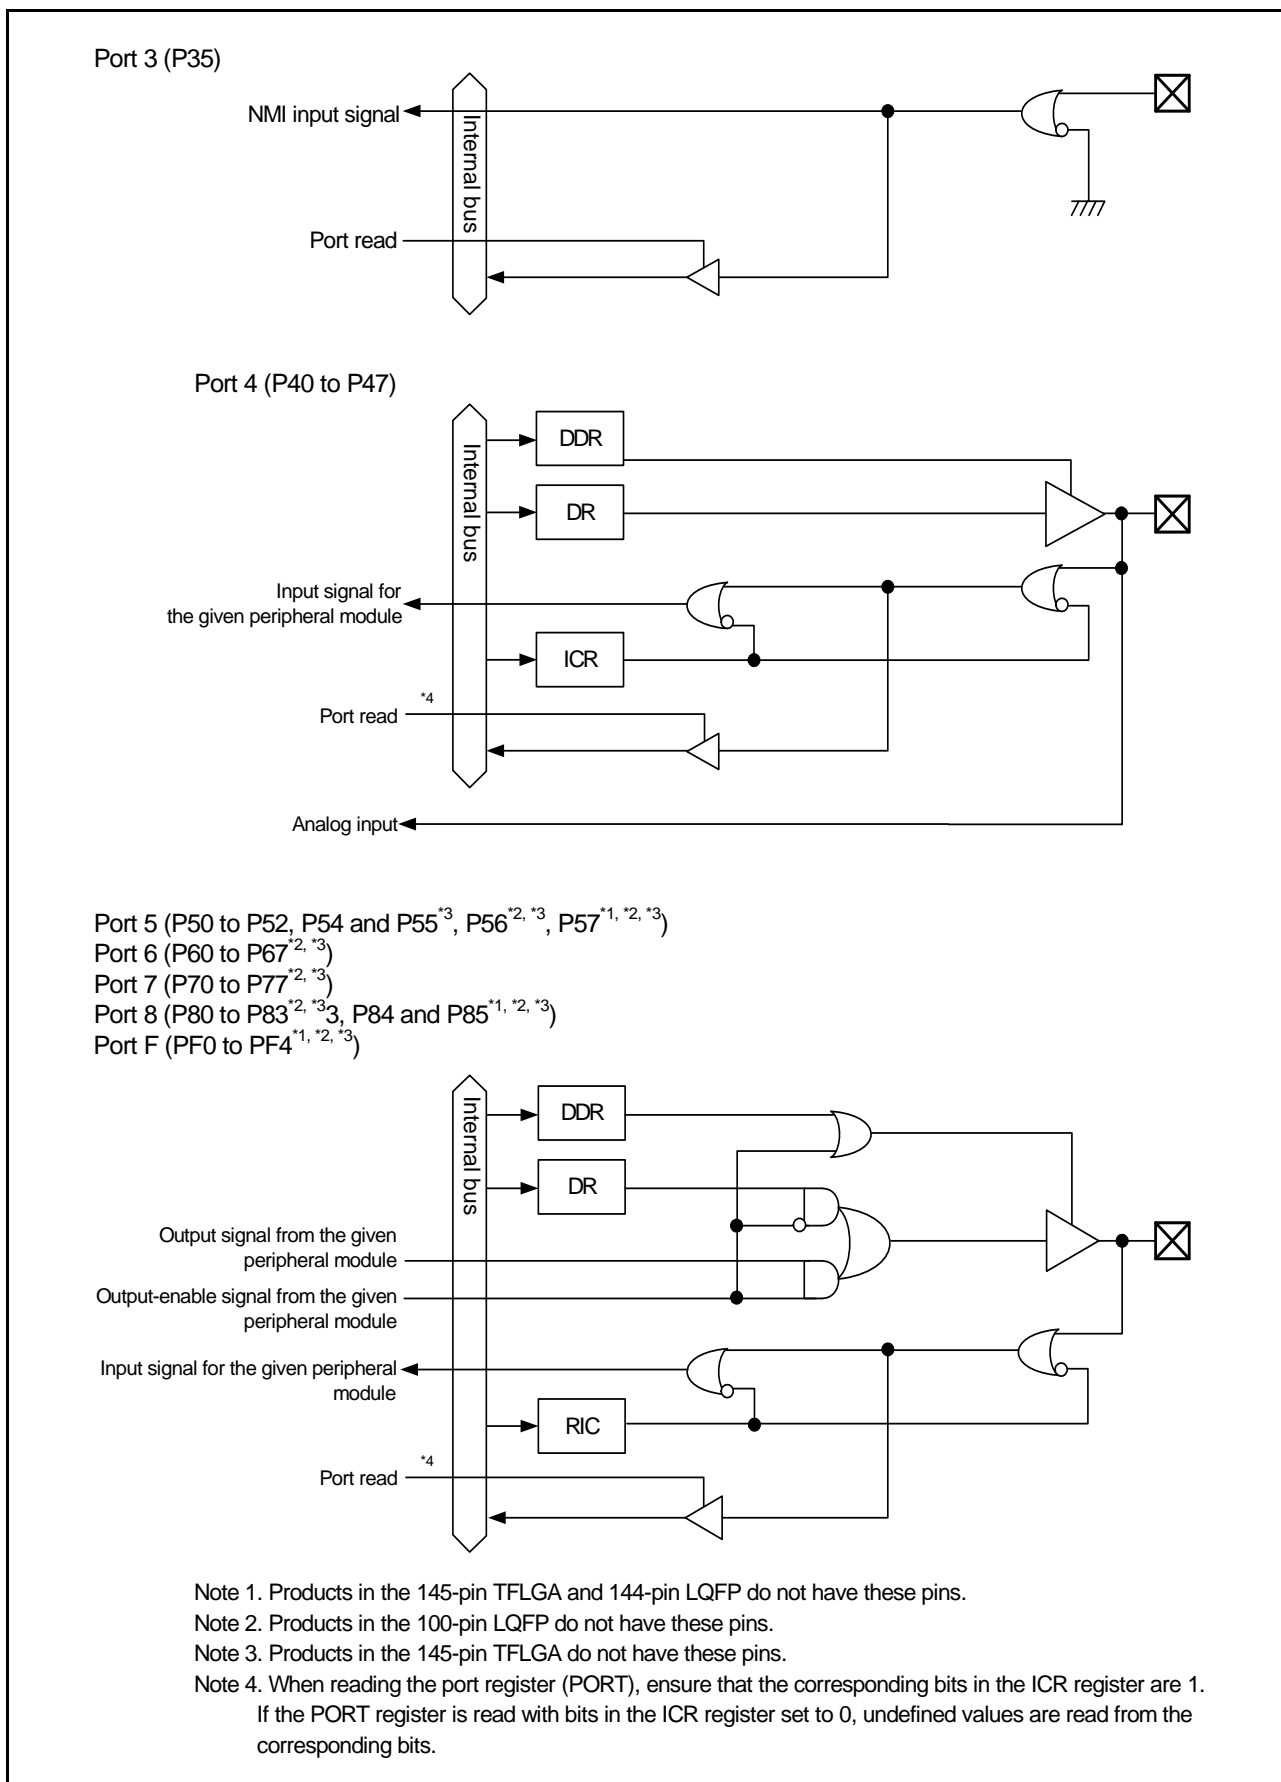 Port 3 (P35)
NMI input signal
Internal bus
Port read
Port 4 (P40 to P47)
Internal bus
DDR
DR
Input signal for
the given peripheral module
ICR
*4
Port read
Analog input
Port 5 (P50 to P52, P54 and P55*3, P56*2, *3, P57*1, *2, *3)
Port 6 (P60 to P67*2, *3)
Port 7 (P70 to P77*2, *3)
Port 8 (P80 to P83*2, *33, P84 and P85*1, *2, *3)
Port F (PF0 to PF4*1, *2, *3)
Internal bus
DDR
DR
Output signal from the given
peripheral module
Output-enable signal from the given
peripheral module
Input signal for the given peripheral
module
RIC
*4
Port read
Note 1. Products in the 145-pin TFLGA and 144-pin LQFP do not have these pins.
Note 2. Products in the 100-pin LQFP do not have these pins.
Note 3. Products in the 145-pin TFLGA do not have these pins.
Note 4. When reading the port register (PORT), ensure that the corresponding bits in the ICR register are 1.
If the PORT register is read with bits in the ICR register set to 0, undefined values are read from the
corresponding bits.